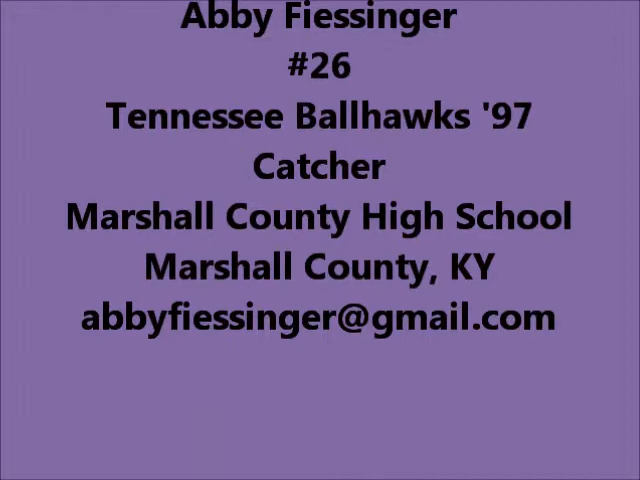 Abby Fiessinger
#26
Tennessee Ballhawks '97
Catcher
Marshall County High School
Marshall County, KY
abbyfiessinger@gmail.com